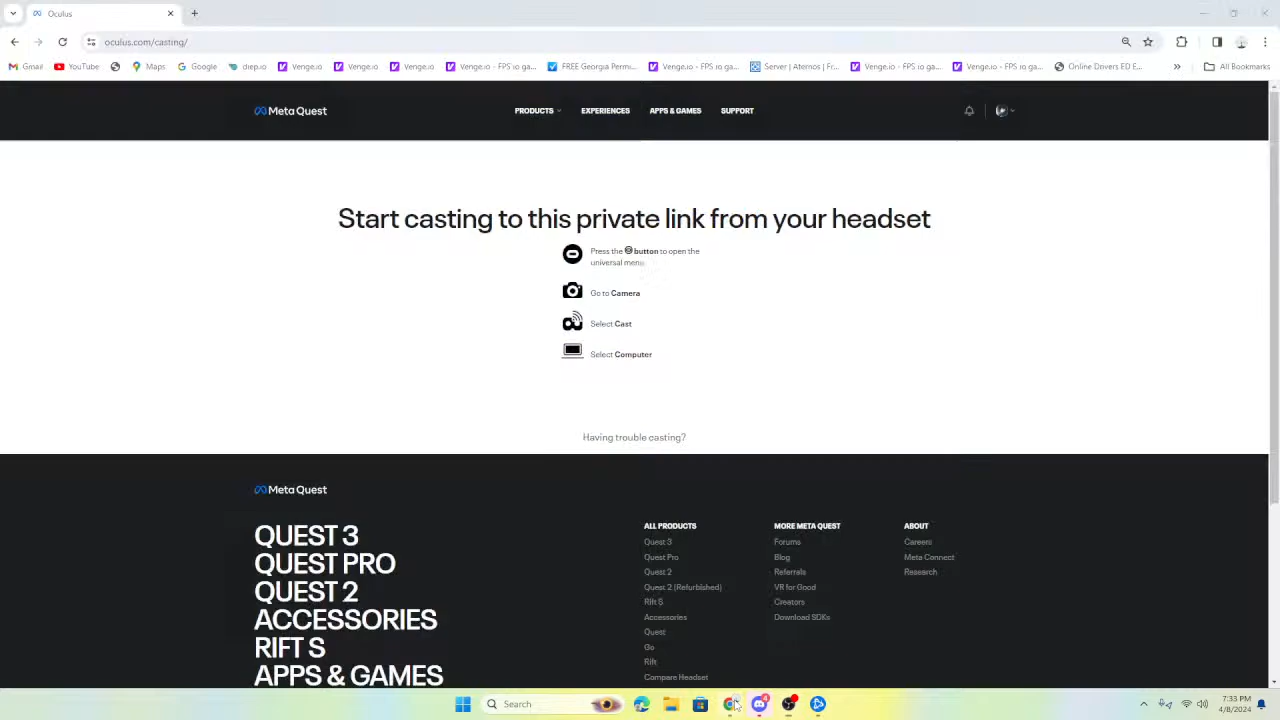 Oculus
oculus.com/casting/
Gmail YouTube Maps Google diep.io Venge.io Venge.io Venge.io Venge.io - FPS io ga... FREE Georgia Permi... Venge.io - FPS io ga... Server | Aternos | Fr... Venge.io - FPS io ga... Venge.io - FPS io ga... Online Drivers ED E... » All Bookmarks
Meta Quest PRODUCTS EXPERIENCES APPS & GAMES SUPPORT
Start casting to this private link from your headset
Press the button to open the
universal menu.
Go to Camera
Select Cast
Select Computer
Having trouble casting?
Meta Quest
QUEST 3
QUEST PRO
QUEST 2
ACCESSORIES
RIFT S
APPS & GAMES
ALL PRODUCTS
Quest 3
Quest Pro
Quest 2
Quest 2 (Refurbished)
Rift S
Accessories
Quest
Go
Rift
Compare Headset
MORE META QUEST
Forums
Blog
Referrals
VR for Good
Creators
Download SDKs
ABOUT
Careers
Meta Connect
Research
Search
4
7:33 PM
4/8/2024